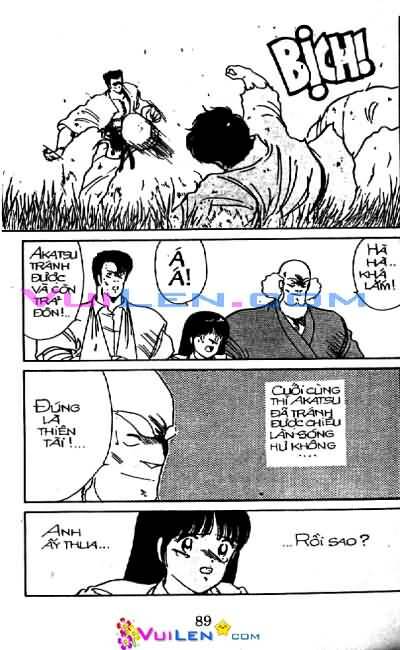 BỊCH!
HÀ
HÀ..
KHÁ
LẮM!
Á
Á!
AKATSU
TRÁNH
ĐƯỢC
VÀ CÒN
TRẢ
ĐÒN!..
VuiLen.com
CUỐI CÙNG
THÌ AKATSU
ĐÃ TRÁNH
ĐƯỢC CHIÊU
LÀN SÓNG
HƯ KHÔNG
....
ĐÚNG
LÀ
THIÊN
TÀI!...
ANH
ẤY THUA...
...RỒI SAO?
89
VuiLen.com